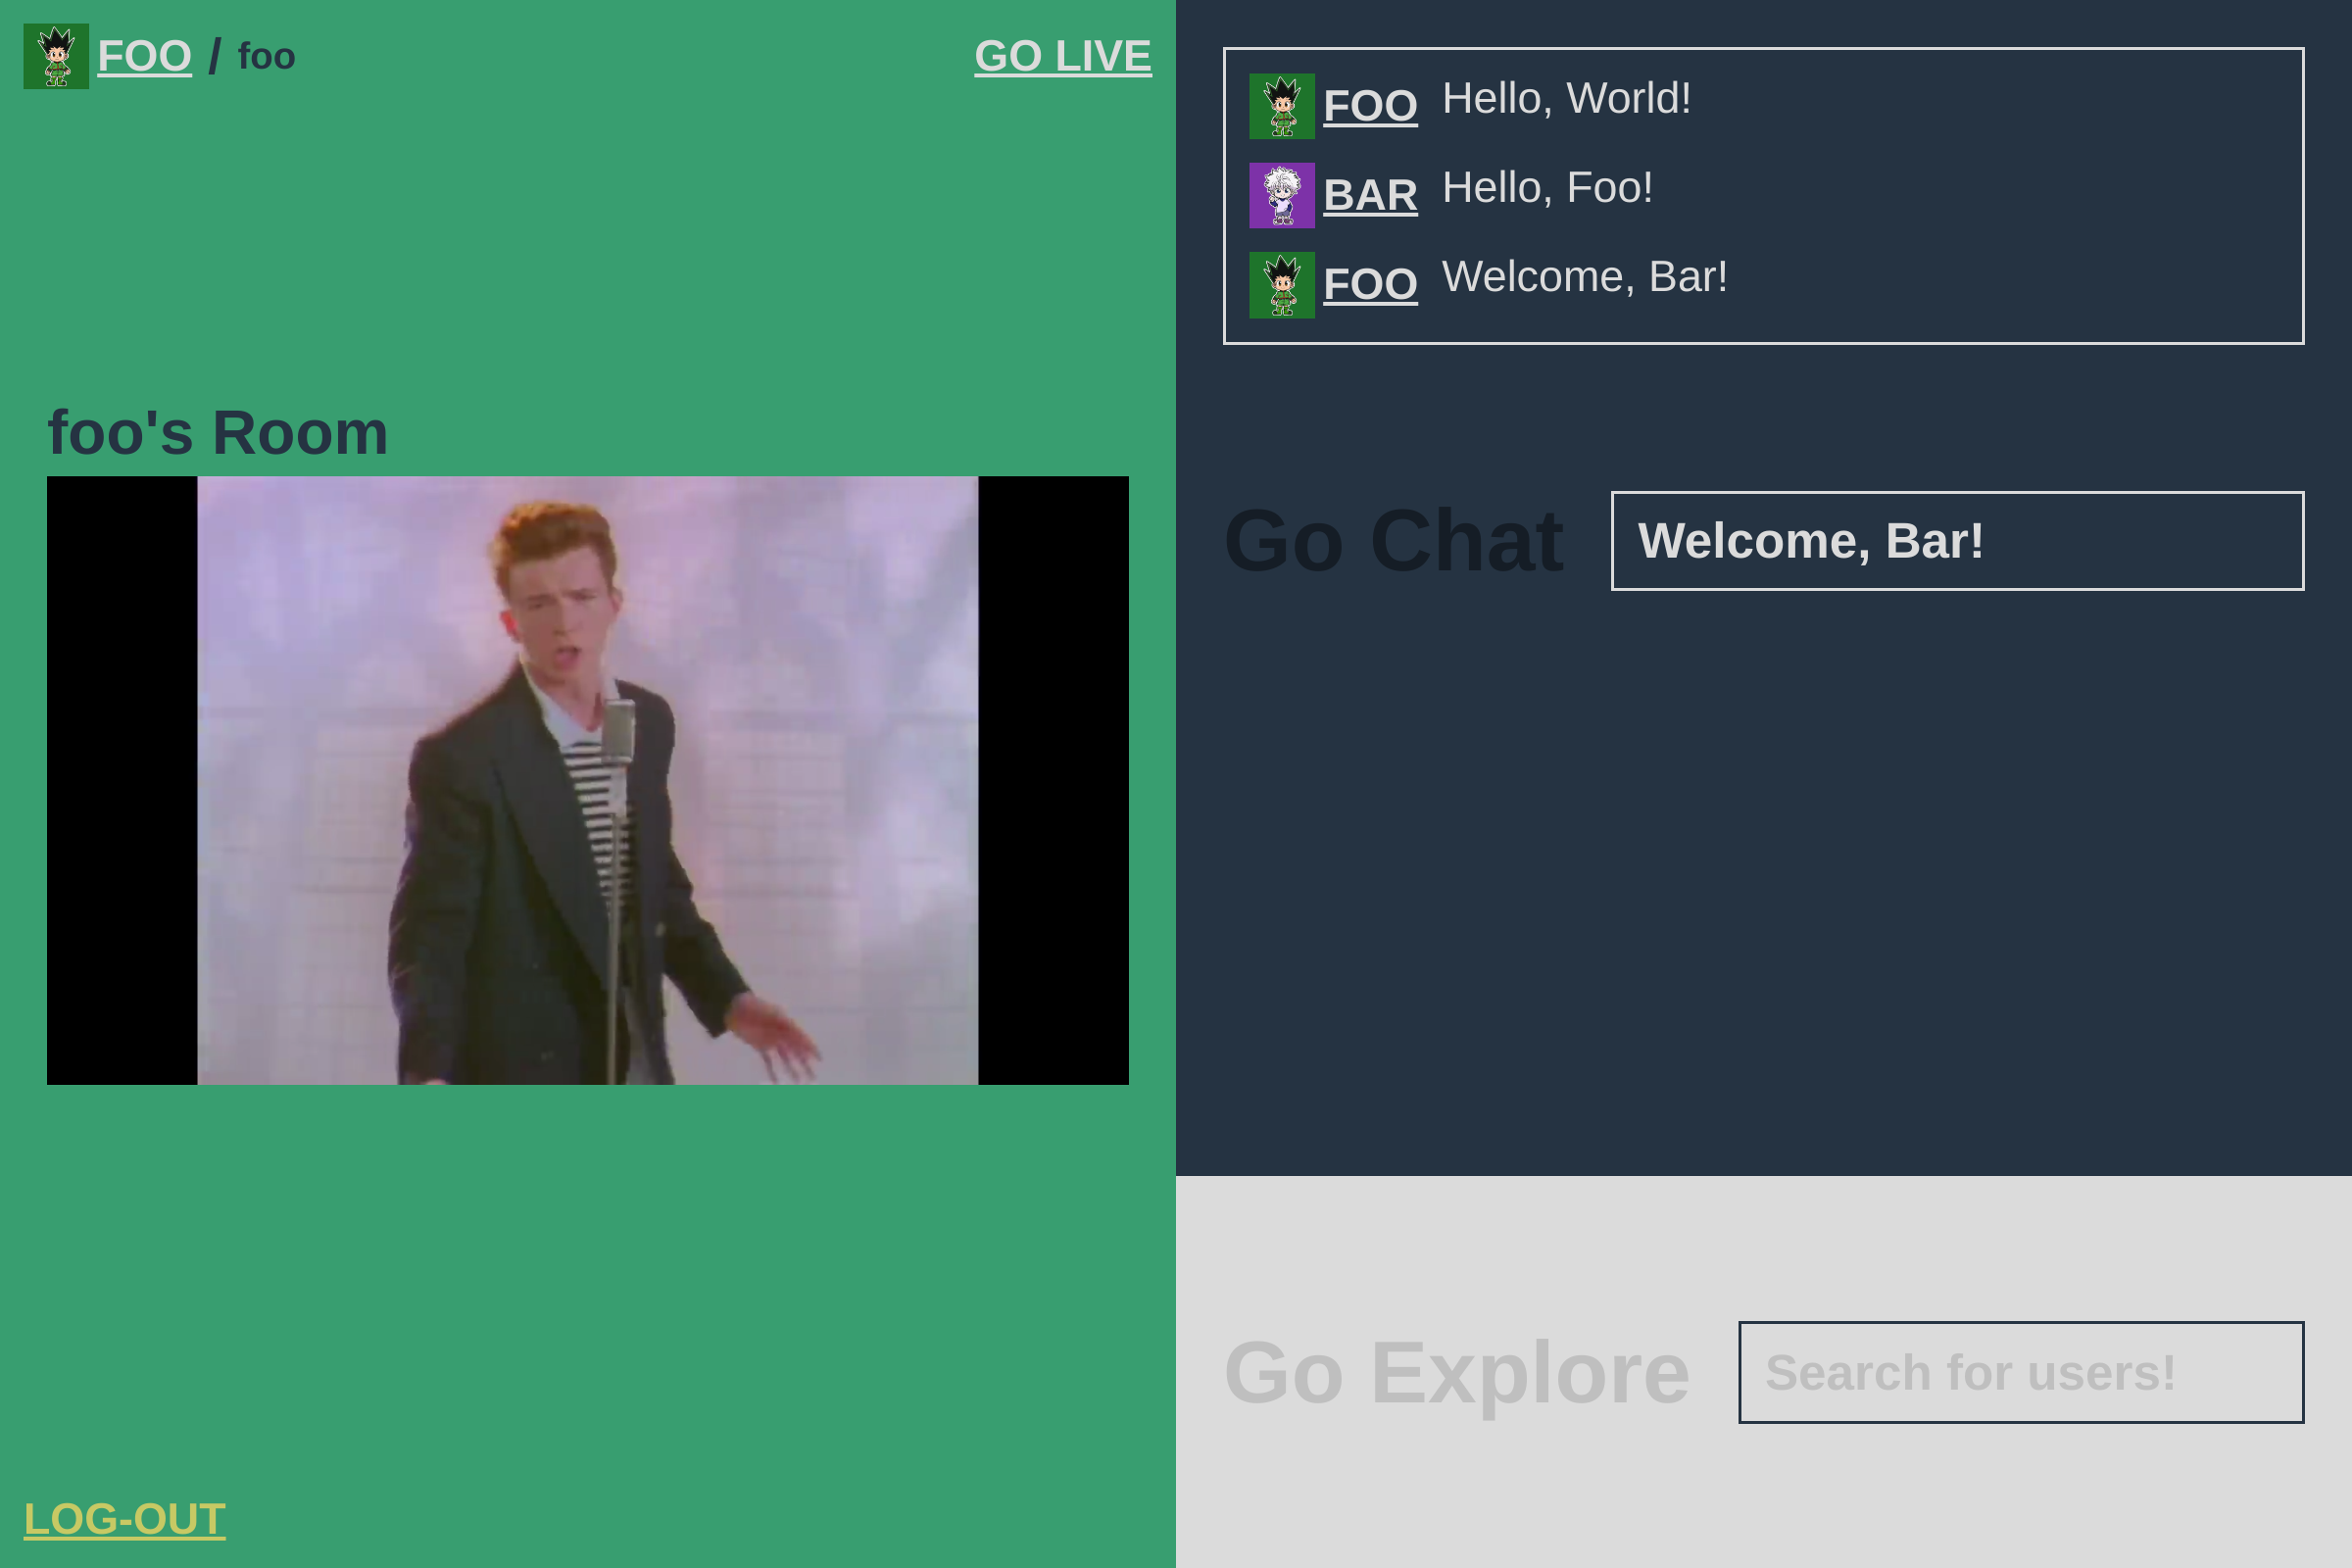 FOO / foo
GO LIVE
foo's Room
LOG-OUT
FOO Hello, World!
BAR Hello, Foo!
FOO Welcome, Bar!
Go Chat
Welcome, Bar!
Go Explore
Search for users!